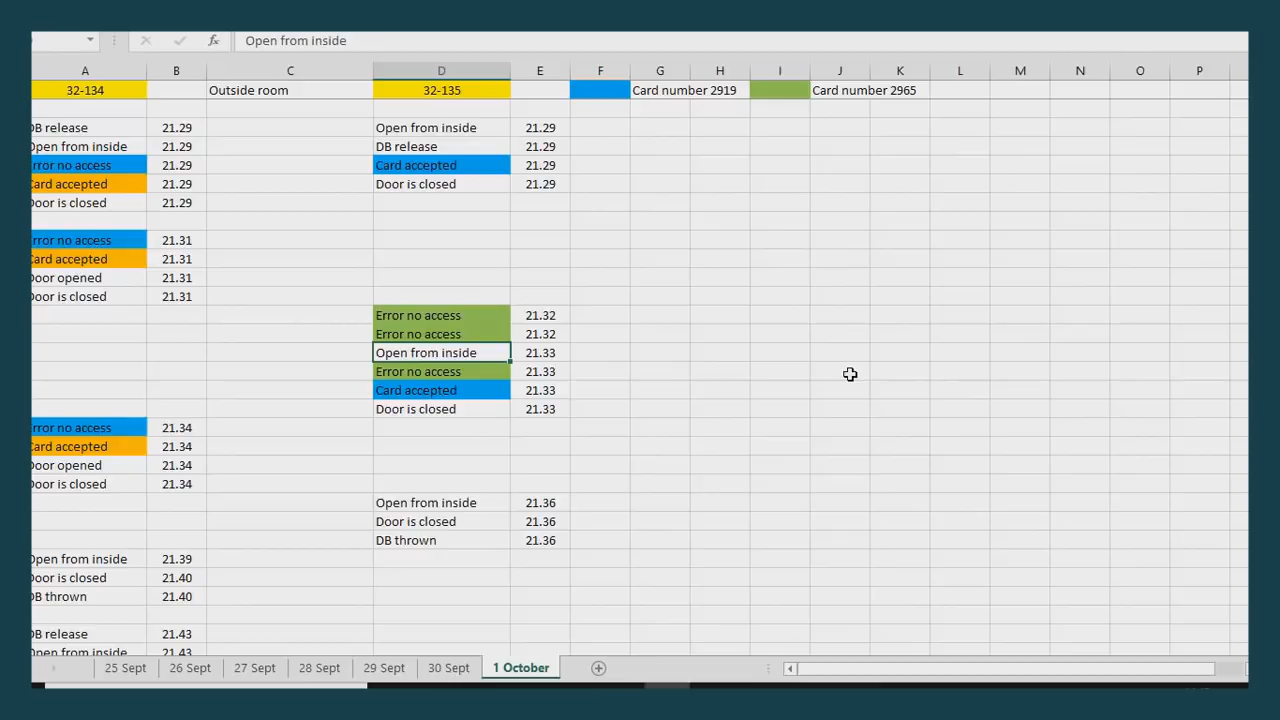 fx Open from inside
A B C D E F G H I J K L M N O P
32-134 Outside room 32-135 Card number 2919 Card number 2965
DB release 21.29 Open from inside 21.29
Open from inside 21.29 DB release 21.29
Error no access 21.29 Card accepted 21.29
Card accepted 21.29 Door is closed 21.29
Door is closed 21.29
Error no access 21.31
Card accepted 21.31
Door opened 21.31
Door is closed 21.31
Error no access 21.32
Error no access 21.32
Open from inside 21.33
Error no access 21.33
Card accepted 21.33
Door is closed 21.33
Error no access 21.34
Card accepted 21.34
Door opened 21.34
Door is closed 21.34
Open from inside 21.36
Door is closed 21.36
DB thrown 21.36
Open from inside 21.39
Door is closed 21.40
DB thrown 21.40
DB release 21.43
Open from inside 21.43
25 Sept 26 Sept 27 Sept 28 Sept 29 Sept 30 Sept 1 October